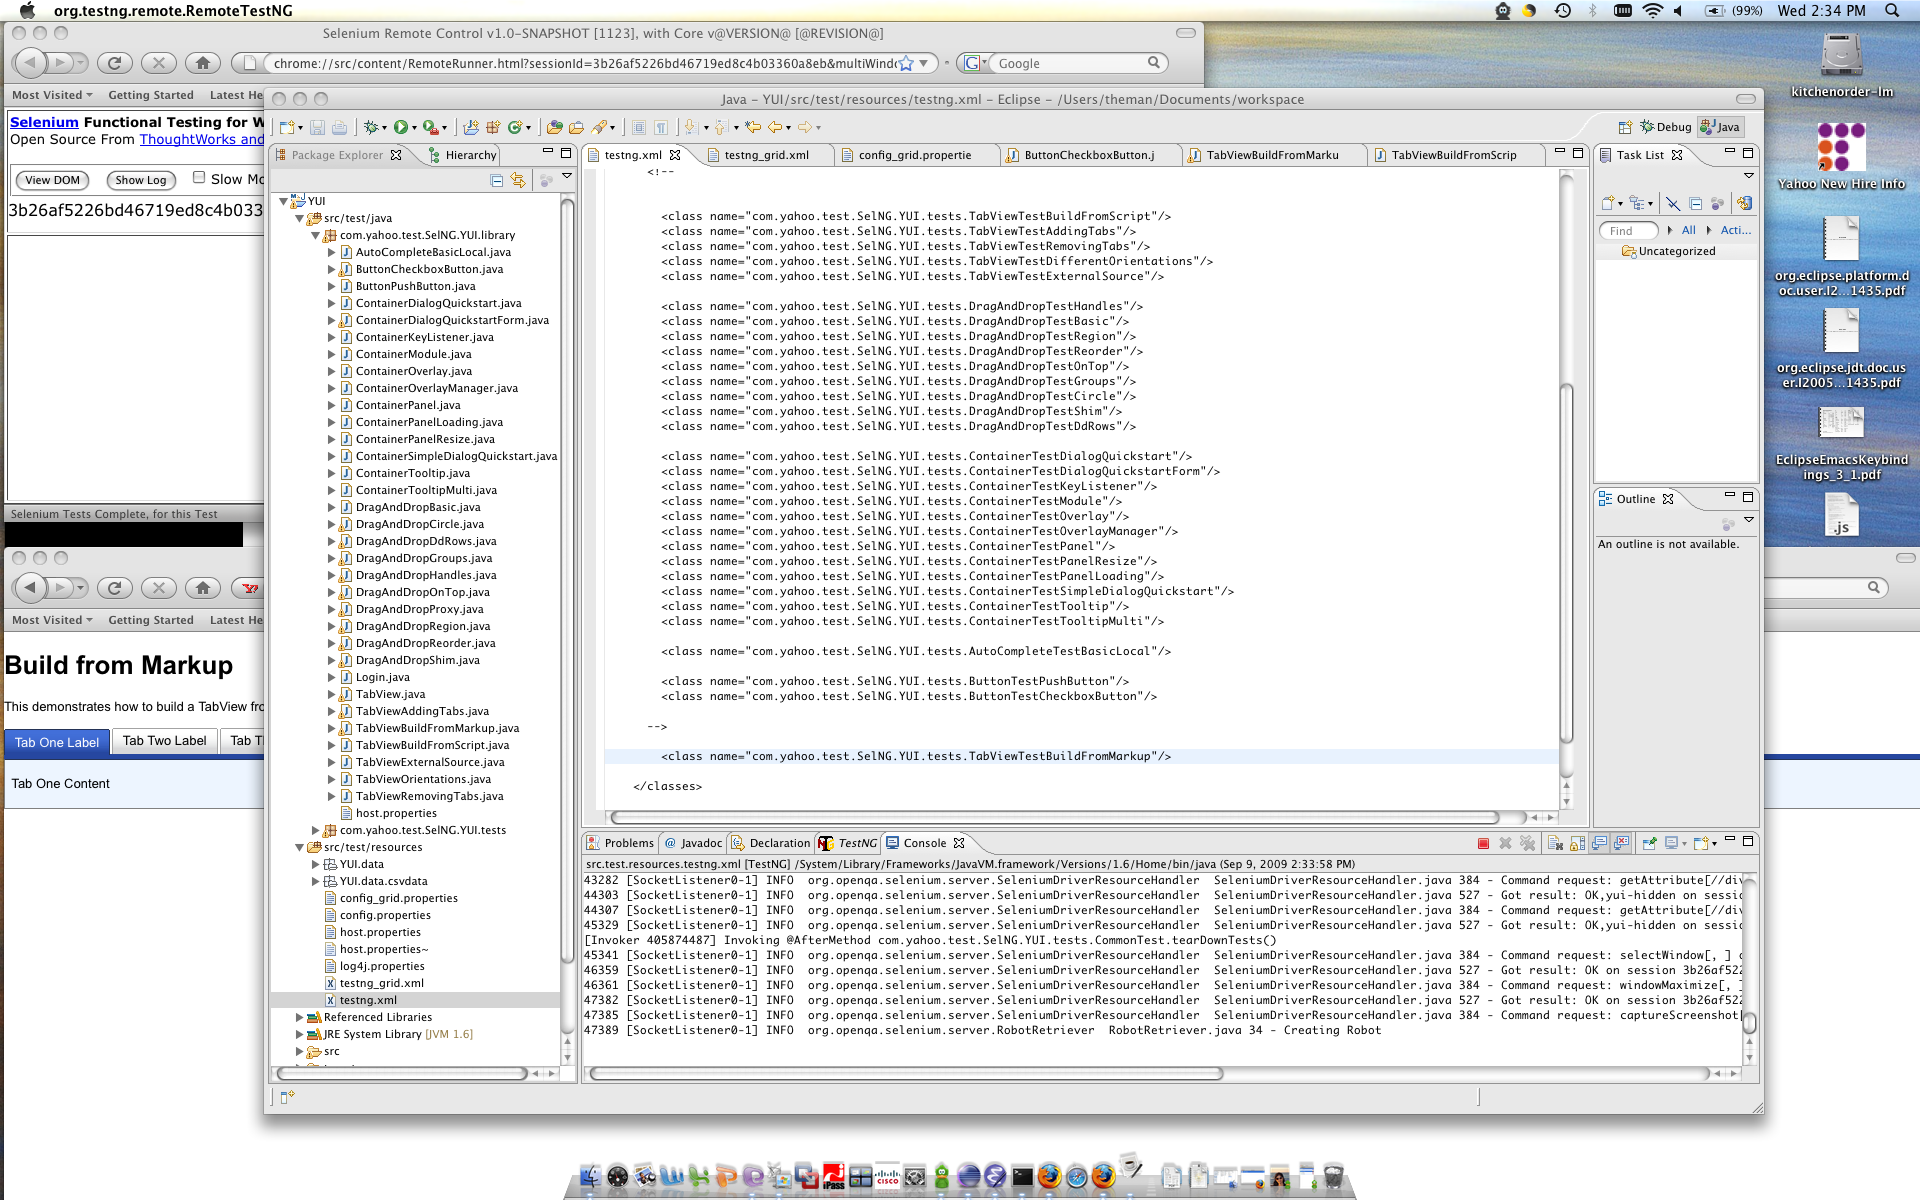 org.testng.remote.RemoteTestNG
(99%) Wed 2:34 PM
Selenium Remote Control v1.0-SNAPSHOT [1123], with Core v@VERSION@ [@REVISION@]
chrome://src/content/RemoteRunner.html?sessionId=3b26af5226bd46719ed8c4b03360a8eb&multiWind
Google
Most Visited Getting Started Latest He
Selenium Functional Testing for W
Open Source From ThoughtWorks and
View DOM Show Log Slow Mo
3b26af5226bd46719ed8c4b033
Selenium Tests Complete, for this Test
Most Visited Getting Started Latest He
Build from Markup
This demonstrates how to build a TabView fro
Tab One Label Tab Two Label Tab T
Tab One Content
Java - YUI/src/test/resources/testng.xml - Eclipse - /Users/theman/Documents/workspace
Debug Java
Package Explorer Hierarchy
YUI
src/test/java
com.yahoo.test.SelNG.YUI.library
AutoCompleteBasicLocal.java
ButtonCheckboxButton.java
ButtonPushButton.java
ContainerDialogQuickstart.java
ContainerDialogQuickstartForm.java
ContainerKeyListener.java
ContainerModule.java
ContainerOverlay.java
ContainerOverlayManager.java
ContainerPanel.java
ContainerPanelLoading.java
ContainerPanelResize.java
ContainerSimpleDialogQuickstart.java
ContainerTooltip.java
ContainerTooltipMulti.java
DragAndDropBasic.java
DragAndDropCircle.java
DragAndDropDdRows.java
DragAndDropGroups.java
DragAndDropHandles.java
DragAndDropOnTop.java
DragAndDropProxy.java
DragAndDropRegion.java
DragAndDropReorder.java
DragAndDropShim.java
Login.java
TabView.java
TabViewAddingTabs.java
TabViewBuildFromMarkup.java
TabViewBuildFromScript.java
TabViewExternalSource.java
TabViewOrientations.java
TabViewRemovingTabs.java
host.properties
com.yahoo.test.SelNG.YUI.tests
src/test/resources
YUI.data
YUI.data.csvdata
config_grid.properties
config.properties
host.properties
host.properties~
log4j.properties
testng_grid.xml
testng.xml
Referenced Libraries
JRE System Library [JVM 1.6]
src
testng.xml testng_grid.xml config_grid.propertie ButtonCheckboxButton.j TabViewBuildFromMarku TabViewBuildFromScrip
<!--
<class name="com.yahoo.test.SelNG.YUI.tests.TabViewTestBuildFromScript"/>
<class name="com.yahoo.test.SelNG.YUI.tests.TabViewTestAddingTabs"/>
<class name="com.yahoo.test.SelNG.YUI.tests.TabViewTestRemovingTabs"/>
<class name="com.yahoo.test.SelNG.YUI.tests.TabViewTestDifferentOrientations"/>
<class name="com.yahoo.test.SelNG.YUI.tests.TabViewTestExternalSource"/>
<class name="com.yahoo.test.SelNG.YUI.tests.DragAndDropTestHandles"/>
<class name="com.yahoo.test.SelNG.YUI.tests.DragAndDropTestBasic"/>
<class name="com.yahoo.test.SelNG.YUI.tests.DragAndDropTestRegion"/>
<class name="com.yahoo.test.SelNG.YUI.tests.DragAndDropTestReorder"/>
<class name="com.yahoo.test.SelNG.YUI.tests.DragAndDropTestOnTop"/>
<class name="com.yahoo.test.SelNG.YUI.tests.DragAndDropTestGroups"/>
<class name="com.yahoo.test.SelNG.YUI.tests.DragAndDropTestCircle"/>
<class name="com.yahoo.test.SelNG.YUI.tests.DragAndDropTestShim"/>
<class name="com.yahoo.test.SelNG.YUI.tests.DragAndDropTestDdRows"/>
<class name="com.yahoo.test.SelNG.YUI.tests.ContainerTestDialogQuickstart"/>
<class name="com.yahoo.test.SelNG.YUI.tests.ContainerTestDialogQuickstartForm"/>
<class name="com.yahoo.test.SelNG.YUI.tests.ContainerTestKeyListener"/>
<class name="com.yahoo.test.SelNG.YUI.tests.ContainerTestModule"/>
<class name="com.yahoo.test.SelNG.YUI.tests.ContainerTestOverlay"/>
<class name="com.yahoo.test.SelNG.YUI.tests.ContainerTestOverlayManager"/>
<class name="com.yahoo.test.SelNG.YUI.tests.ContainerTestPanel"/>
<class name="com.yahoo.test.SelNG.YUI.tests.ContainerTestPanelResize"/>
<class name="com.yahoo.test.SelNG.YUI.tests.ContainerTestPanelLoading"/>
<class name="com.yahoo.test.SelNG.YUI.tests.ContainerTestSimpleDialogQuickstart"/>
<class name="com.yahoo.test.SelNG.YUI.tests.ContainerTestTooltip"/>
<class name="com.yahoo.test.SelNG.YUI.tests.ContainerTestTooltipMulti"/>
<class name="com.yahoo.test.SelNG.YUI.tests.AutoCompleteTestBasicLocal"/>
<class name="com.yahoo.test.SelNG.YUI.tests.ButtonTestPushButton"/>
<class name="com.yahoo.test.SelNG.YUI.tests.ButtonTestCheckboxButton"/>
-->
<class name="com.yahoo.test.SelNG.YUI.tests.TabViewTestBuildFromMarkup"/>
</classes>
Problems Javadoc Declaration TestNG Console
src.test.resources.testng.xml [TestNG] /System/Library/Frameworks/JavaVM.framework/Versions/1.6/Home/bin/java (Sep 9, 2009 2:33:58 PM)
43282 [SocketListener0-1] INFO org.openqa.selenium.server.SeleniumDriverResourceHandler SeleniumDriverResourceHandler.java 384 - Command request: getAttribute[//div
44303 [SocketListener0-1] INFO org.openqa.selenium.server.SeleniumDriverResourceHandler SeleniumDriverResourceHandler.java 527 - Got result: OK,yui-hidden on sessi
44307 [SocketListener0-1] INFO org.openqa.selenium.server.SeleniumDriverResourceHandler SeleniumDriverResourceHandler.java 384 - Command request: getAttribute[//div
45329 [SocketListener0-1] INFO org.openqa.selenium.server.SeleniumDriverResourceHandler SeleniumDriverResourceHandler.java 527 - Got result: OK,yui-hidden on sessi
[Invoker 405874487] Invoking @AfterMethod com.yahoo.test.SelNG.YUI.tests.CommonTest.tearDownTests()
45341 [SocketListener0-1] INFO org.openqa.selenium.server.SeleniumDriverResourceHandler SeleniumDriverResourceHandler.java 384 - Command request: selectWindow[, ] o
46359 [SocketListener0-1] INFO org.openqa.selenium.server.SeleniumDriverResourceHandler SeleniumDriverResourceHandler.java 527 - Got result: OK on session 3b26af522
46361 [SocketListener0-1] INFO org.openqa.selenium.server.SeleniumDriverResourceHandler SeleniumDriverResourceHandler.java 384 - Command request: windowMaximize[, ]
47382 [SocketListener0-1] INFO org.openqa.selenium.server.SeleniumDriverResourceHandler SeleniumDriverResourceHandler.java 527 - Got result: OK on session 3b26af522
47385 [SocketListener0-1] INFO org.openqa.selenium.server.SeleniumDriverResourceHandler SeleniumDriverResourceHandler.java 384 - Command request: captureScreenshot[
47389 [SocketListener0-1] INFO org.openqa.selenium.server.RobotRetriever RobotRetriever.java 34 - Creating Robot
Task List
Find All Acti...
Uncategorized
Outline
An outline is not available.
kitchenorder-lm
Yahoo New Hire Info
org.eclipse.platform.d
oc.user.I2...1435.pdf
org.eclipse.jdt.doc.us
er.I2005...1435.pdf
EclipseEmacsKeybind
ings_3_1.pdf
.js
iPass
CISCO